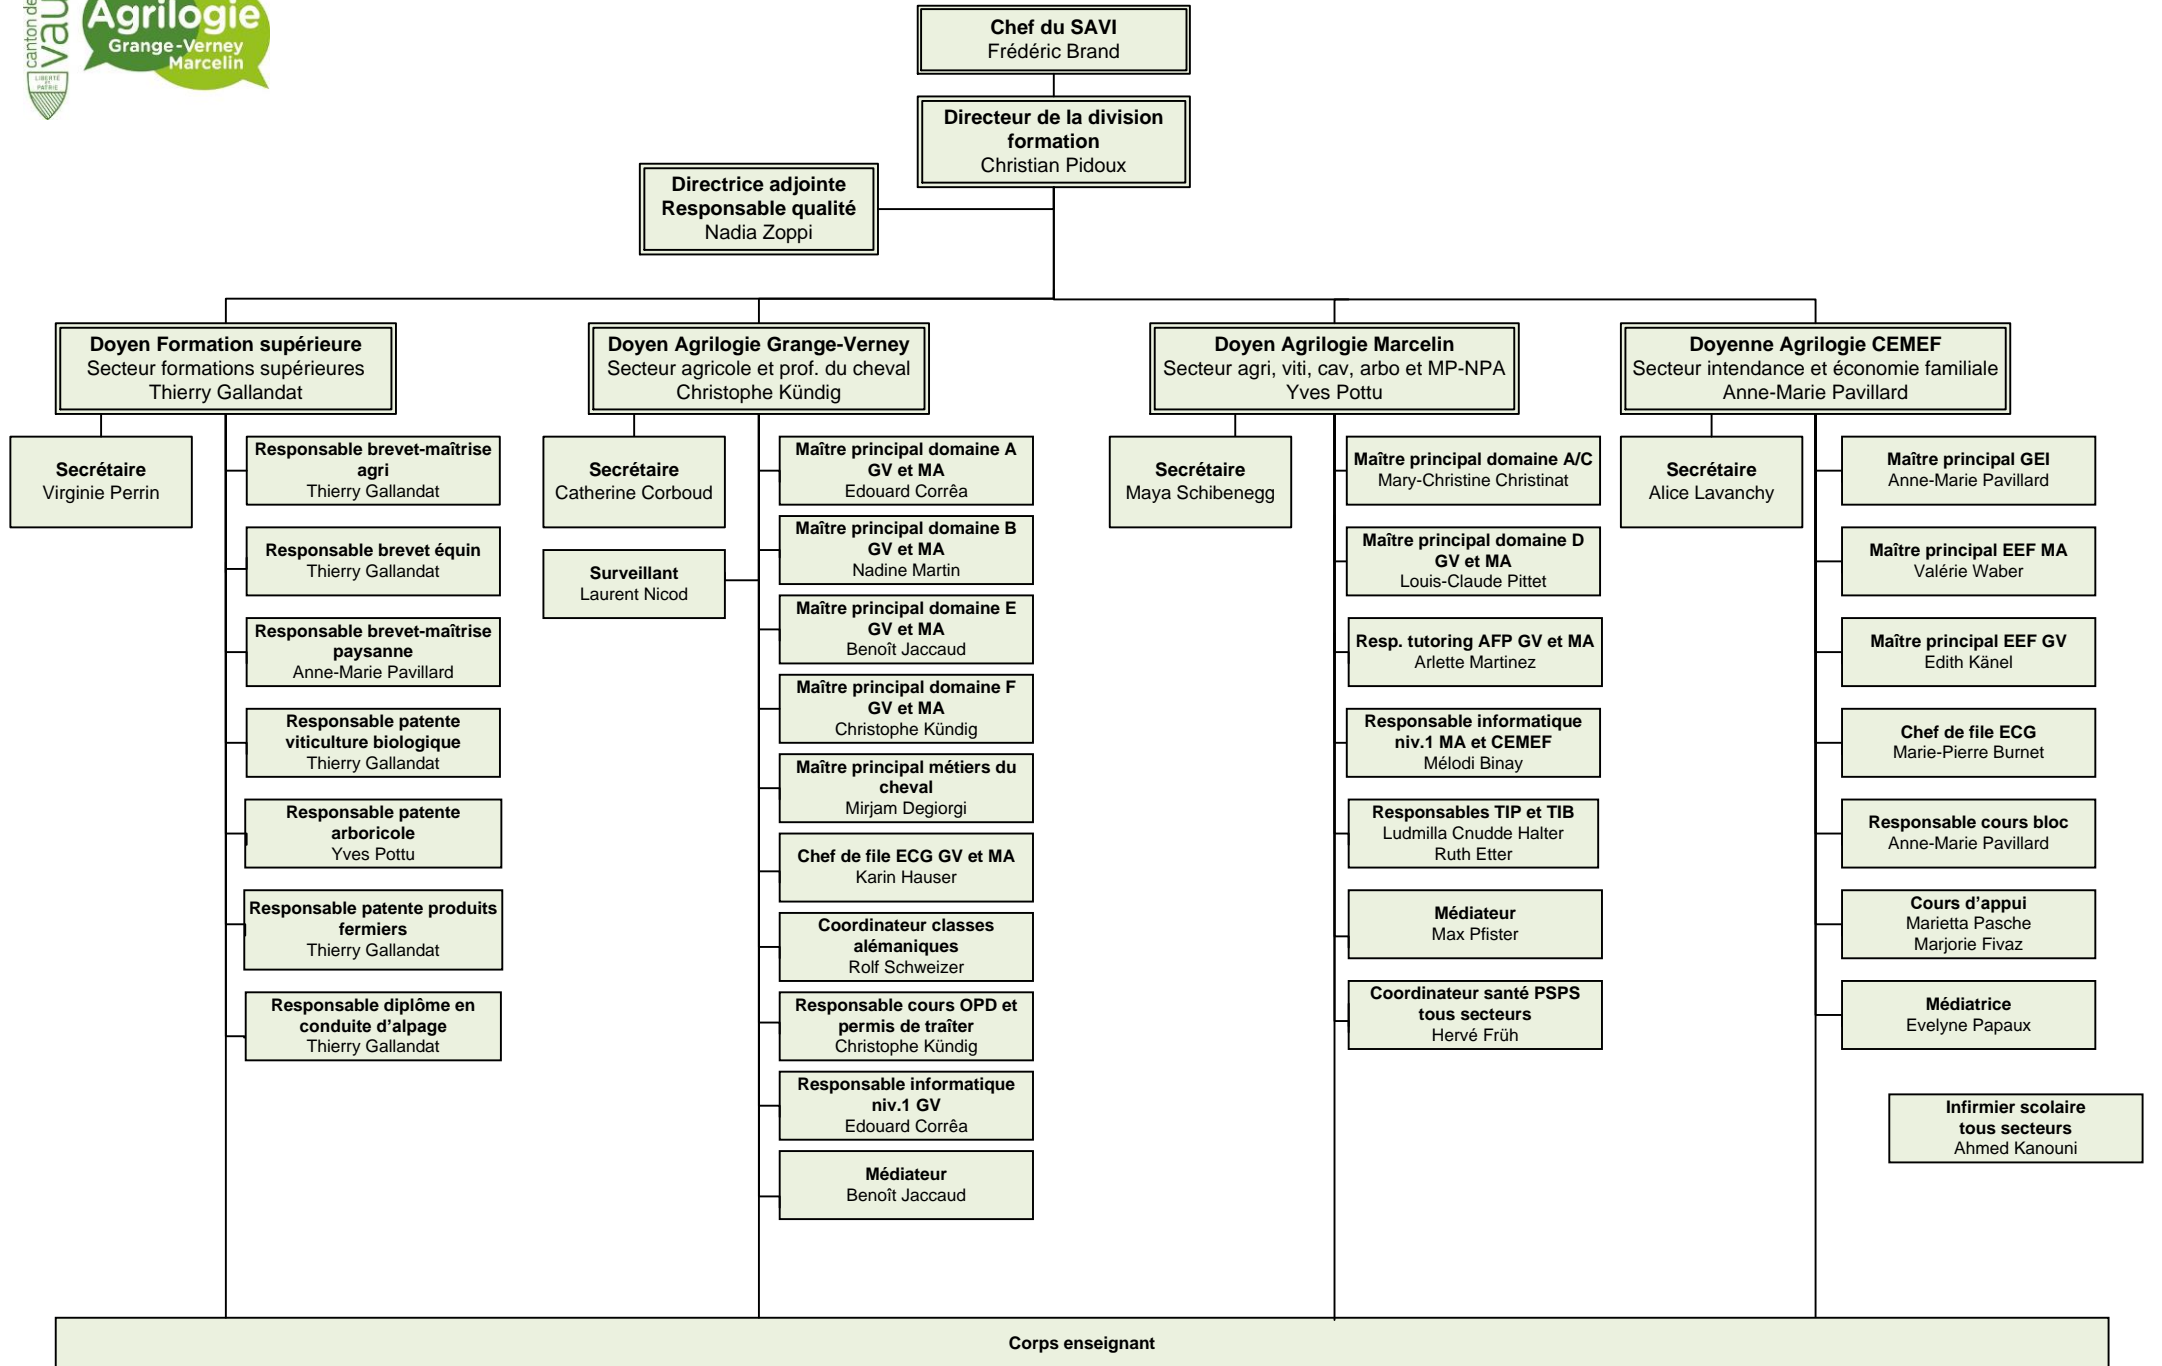 canton de
vau
LIBERTÉ
ET
PATRIE
Agrilogie
Grange-Verney
Marcelin
Chef du SAVI
Frédéric Brand
Directeur de la division
formation
Christian Pidoux
Directrice adjointe
Responsable qualité
Nadia Zoppi
Doyen Formation supérieure
Secteur formations supérieures
Thierry Gallandat
Secrétaire
Virginie Perrin
Responsable brevet-maîtrise
agri
Thierry Gallandat
Responsable brevet équin
Thierry Gallandat
Responsable brevet-maîtrise
paysanne
Anne-Marie Pavillard
Responsable patente
viticulture biologique
Thierry Gallandat
Responsable patente
arboricole
Yves Pottu
Responsable patente produits
fermiers
Thierry Gallandat
Responsable diplôme en
conduite d'alpage
Thierry Gallandat
Doyen Agrilogie Grange-Verney
Secteur agricole et prof. du cheval
Christophe Kündig
Secrétaire
Catherine Corboud
Surveillant
Laurent Nicod
Maître principal domaine A
GV et MA
Edouard Corrêa
Maître principal domaine B
GV et MA
Nadine Martin
Maître principal domaine E
GV et MA
Benoît Jaccaud
Maître principal domaine F
GV et MA
Christophe Kündig
Maître principal métiers du
cheval
Mirjam Degiorgi
Chef de file ECG GV et MA
Karin Hauser
Coordinateur classes
alémaniques
Rolf Schweizer
Responsable cours OPD et
permis de traîter
Christophe Kündig
Responsable informatique
niv.1 GV
Edouard Corrêa
Médiateur
Benoît Jaccaud
Doyen Agrilogie Marcelin
Secteur agri, viti, cav, arbo et MP-NPA
Yves Pottu
Secrétaire
Maya Schibenegg
Maître principal domaine A/C
Mary-Christine Christinat
Maître principal domaine D
GV et MA
Louis-Claude Pittet
Resp. tutoring AFP GV et MA
Arlette Martinez
Responsable informatique
niv.1 MA et CEMEF
Mélodi Binay
Responsables TIP et TIB
Ludmilla Cnudde Halter
Ruth Etter
Médiateur
Max Pfister
Coordinateur santé PSPS
tous secteurs
Hervé Früh
Doyenne Agrilogie CEMEF
Secteur intendance et économie familiale
Anne-Marie Pavillard
Secrétaire
Alice Lavanchy
Maître principal GEI
Anne-Marie Pavillard
Maître principal EEF MA
Valérie Waber
Maître principal EEF GV
Edith Känel
Chef de file ECG
Marie-Pierre Burnet
Responsable cours bloc
Anne-Marie Pavillard
Cours d'appui
Marietta Pasche
Marjorie Fivaz
Médiatrice
Evelyne Papaux
Infirmier scolaire
tous secteurs
Ahmed Kanouni
Corps enseignant